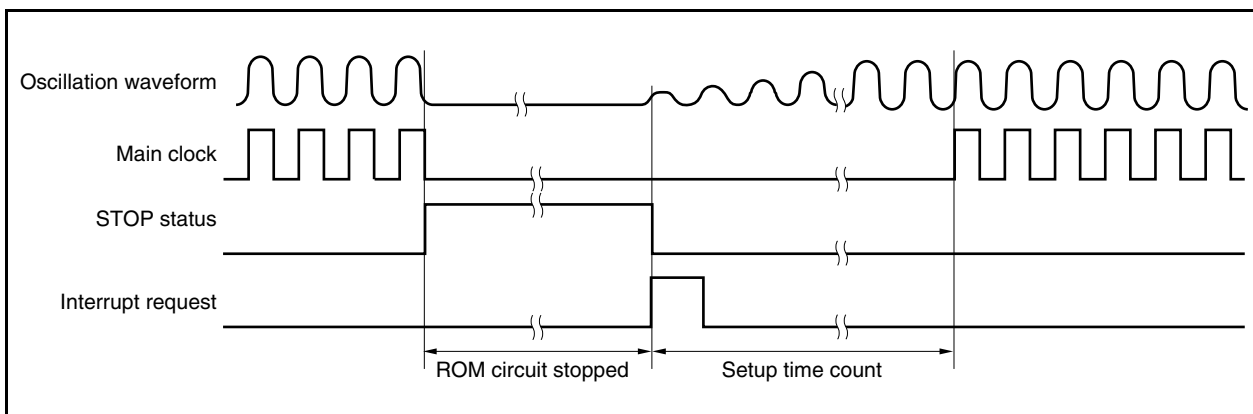 Oscillation waveform
Main clock
STOP status
Interrupt request
ROM circuit stopped
Setup time count